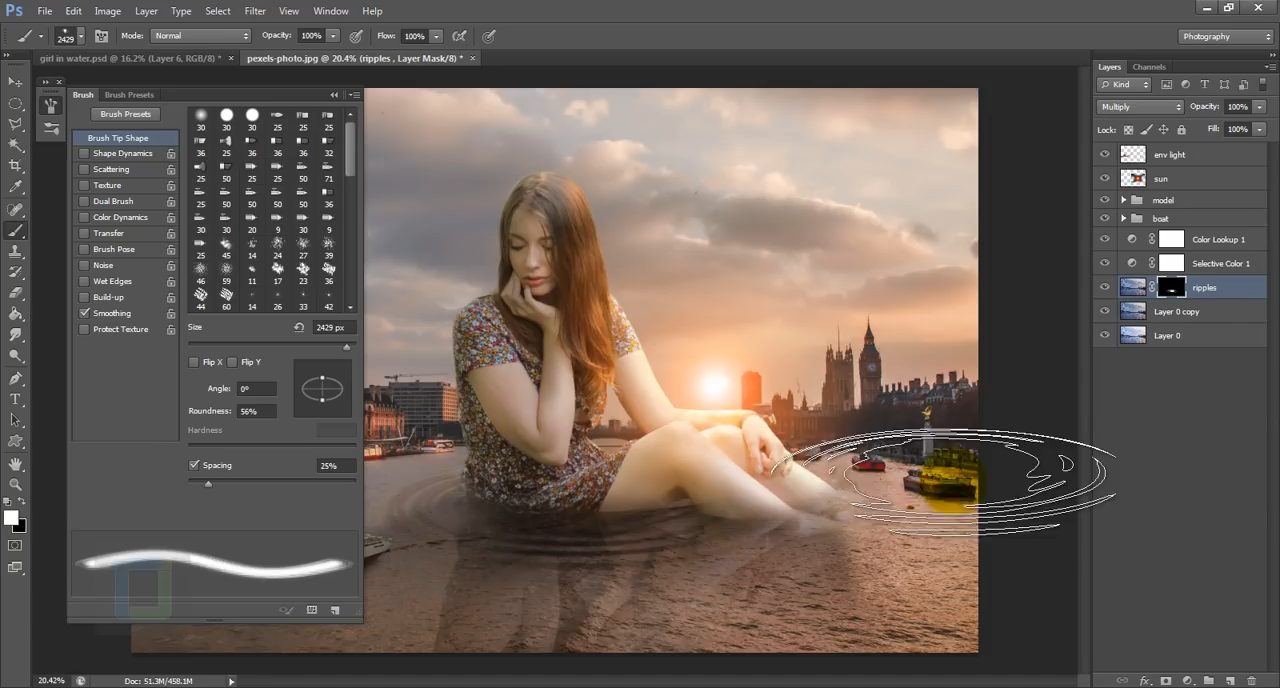 Ps File Edit Image Layer Type Select Filter View Window Help
2429 Mode: Normal Opacity: 100% Flow: 100% Photography
girl in water.psd @ 16.2% (Layer 6, RGB/8) * × pexels-photo.jpg @ 20.4% (ripples , Layer Mask/8) * ×
Brush Brush Presets
Brush Presets
Brush Tip Shape
Shape Dynamics
Scattering
Texture
Dual Brush
Color Dynamics
Transfer
Brush Pose
Noise
Wet Edges
Build-up
Smoothing
Protect Texture
30 30 30 25 25 25
36 25 36 36 36 32
25 50 25 25 50 71
25 50 50 50 50 36
30 30 20 9 30 9
25 45 14 24 27 39
46 59 11 17 23 36
44 60 14 26 33 42
Size 2429 px
Flip X Flip Y
Angle: 0°
Roundness: 56%
Hardness
Spacing 25%
Layers Channels
Kind
Multiply Opacity: 100%
Lock: Fill: 100%
env light
sun
model
boat
Color Lookup 1
Selective Color 1
ripples
Layer 0 copy
Layer 0
20.42% Doc: 51.3M/458.1M